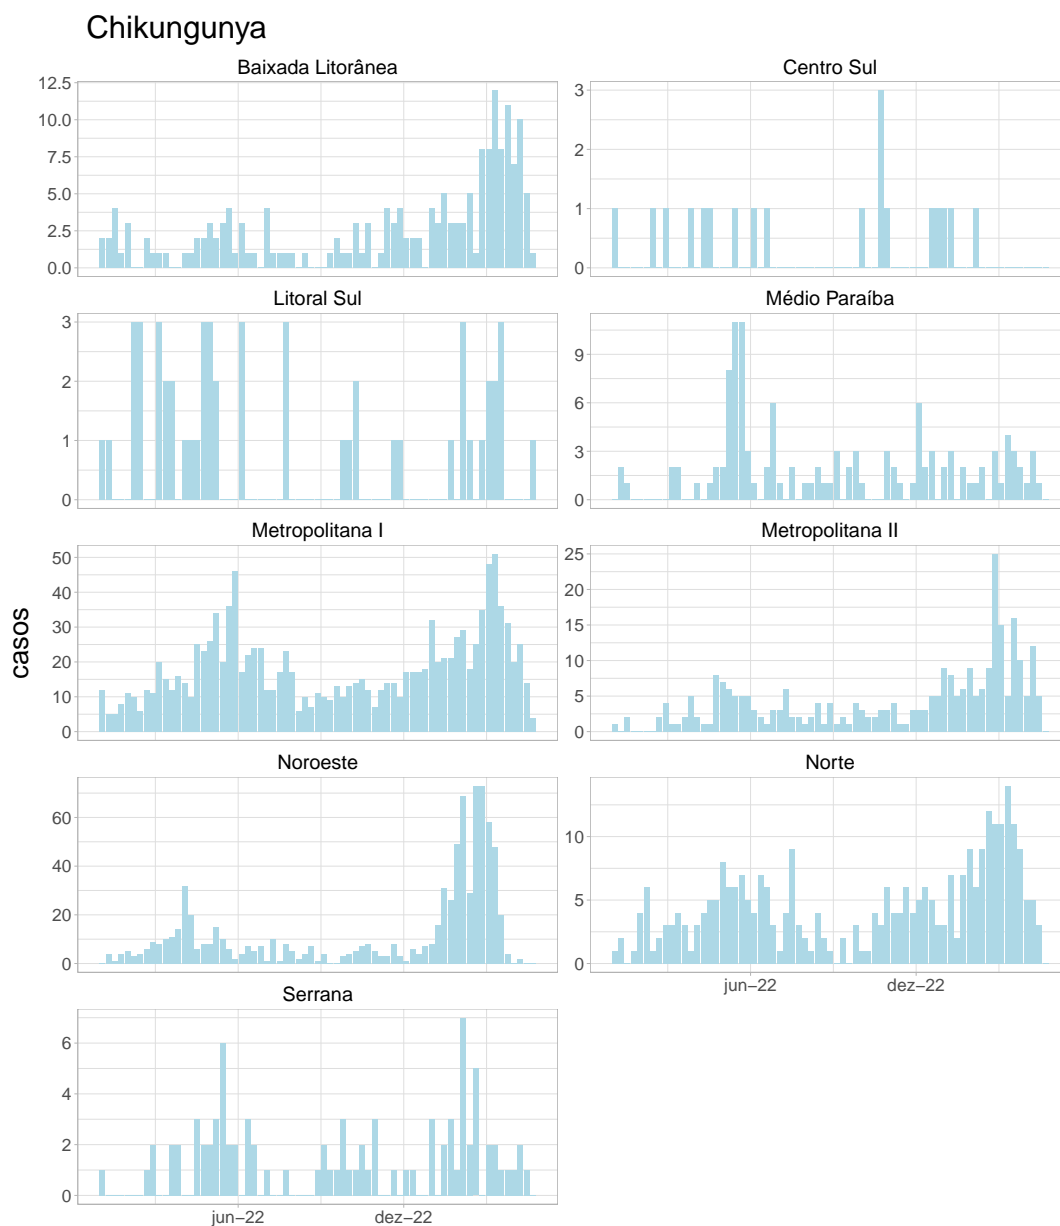 Chikungunya
Baixada Litorânea
12.5
10.0
7.5
5.0
2.5
0.0
Centro Sul
3
2
1
0
Litoral Sul
3
2
1
0
Médio Paraíba
9
6
3
0
casos
Metropolitana I
50
40
30
20
10
0
Metropolitana II
25
20
15
10
5
0
Noroeste
60
40
20
0
Norte
10
5
0
jun−22
dez−22
Serrana
6
4
2
0
jun−22
dez−22